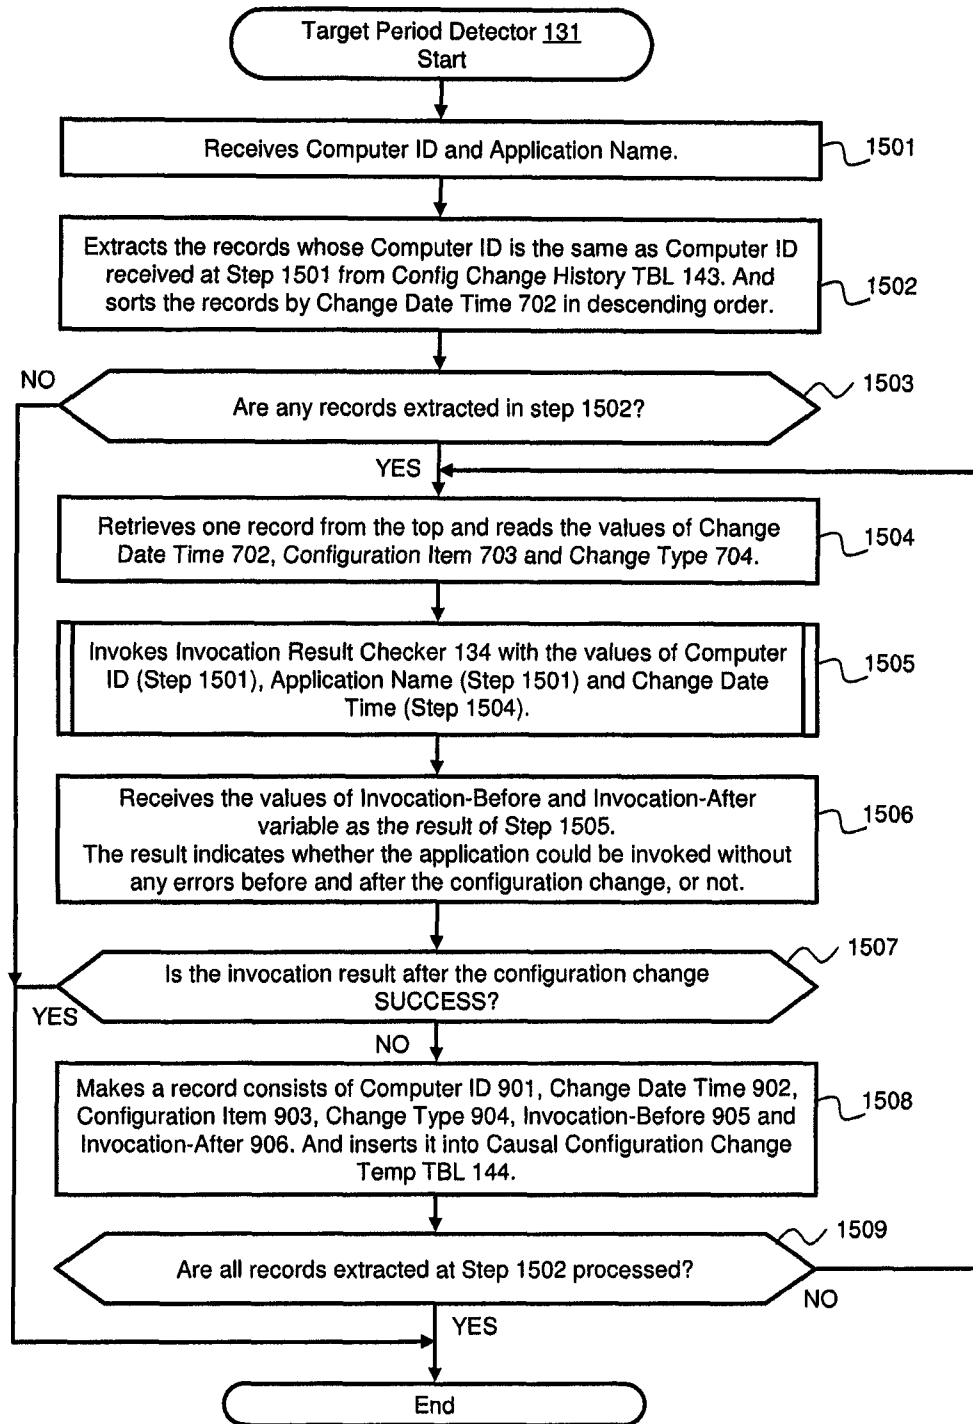 Target Period Detector 131
Start
Receives Computer ID and Application Name.
1501
Extracts the records whose Computer ID is the same as Computer ID
received at Step 1501 from Config Change History TBL 143. And
sorts the records by Change Date Time 702 in descending order.
1502
NO
Are any records extracted in step 1502?
1503
YES
Retrieves one record from the top and reads the values of Change
Date Time 702, Configuration Item 703 and Change Type 704.
1504
Invokes Invocation Result Checker 134 with the values of Computer
ID (Step 1501), Application Name (Step 1501) and Change Date
Time (Step 1504).
1505
Receives the values of Invocation-Before and Invocation-After
variable as the result of Step 1505.
The result indicates whether the application could be invoked without
any errors before and after the configuration change, or not.
1506
Is the invocation result after the configuration change
SUCCESS?
1507
YES
NO
Makes a record consists of Computer ID 901, Change Date Time 902,
Configuration Item 903, Change Type 904, Invocation-Before 905 and
Invocation-After 906. And inserts it into Causal Configuration Change
Temp TBL 144.
1508
Are all records extracted at Step 1502 processed?
1509
NO
YES
End